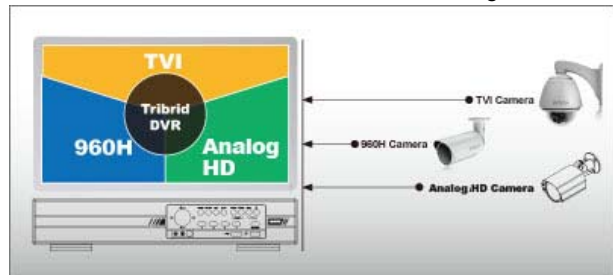 TVI
Tribrid
DVR
960H
Analog
HD
TVI Camera
960H Camera
Analog HD Camera